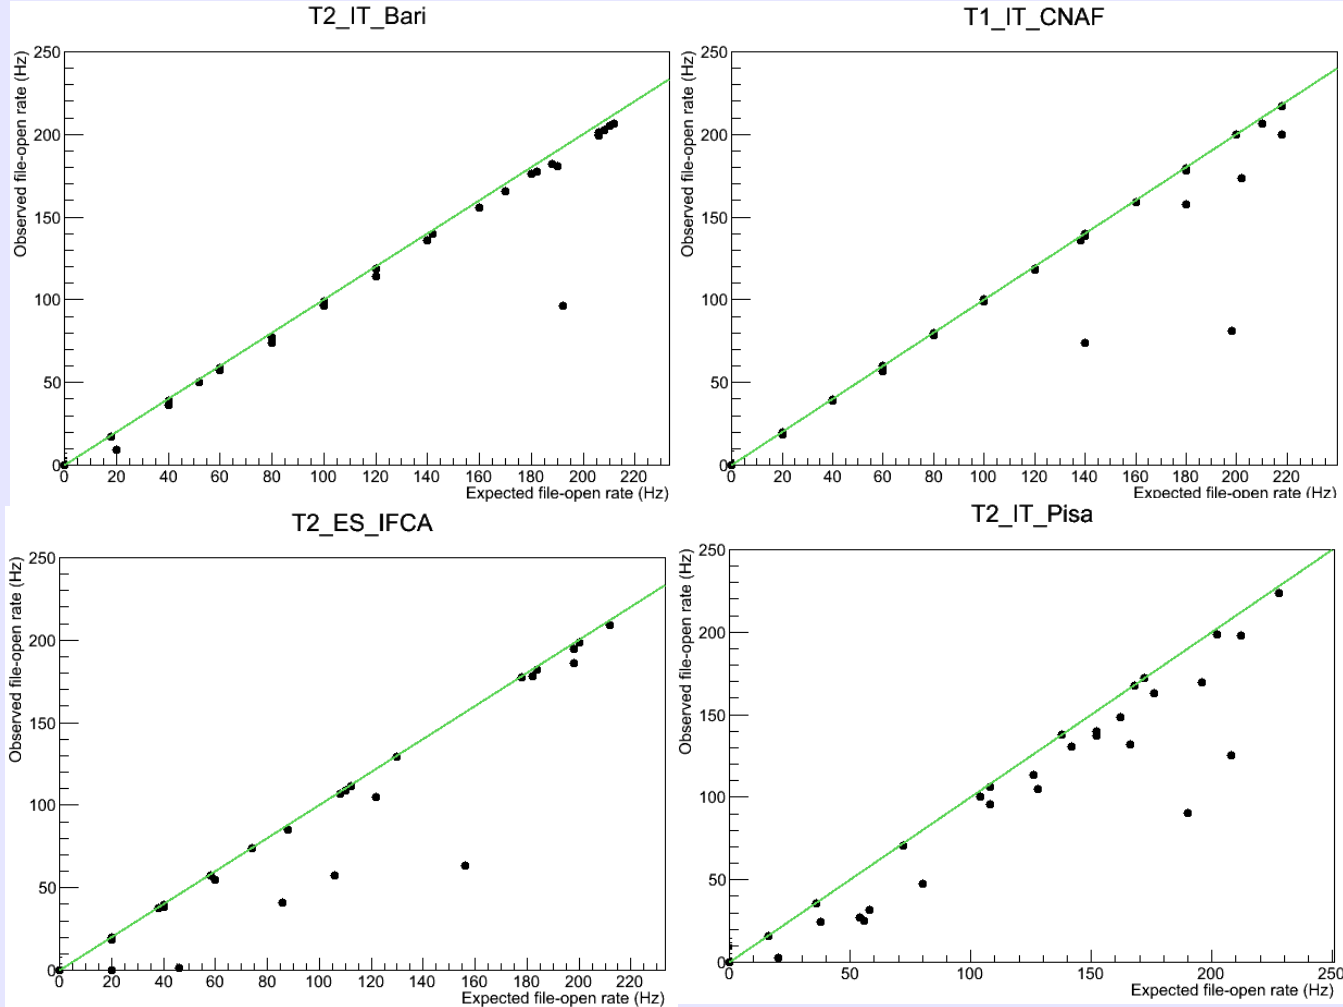 T2_IT_Bari
Observed file-open rate (Hz)
250
200
150
100
50
0
0 20 40 60 80 100 120 140 160 180 200 220
Expected file-open rate (Hz)
T1_IT_CNAF
Observed file-open rate (Hz)
250
200
150
100
50
0
0 20 40 60 80 100 120 140 160 180 200 220
Expected file-open rate (Hz)
T2_ES_IFCA
Observed file-open rate (Hz)
250
200
150
100
50
0
0 20 40 60 80 100 120 140 160 180 200 220
Expected file-open rate (Hz)
T2_IT_Pisa
Observed file-open rate (Hz)
250
200
150
100
50
0
0 50 100 150 200 250
Expected file-open rate (Hz)